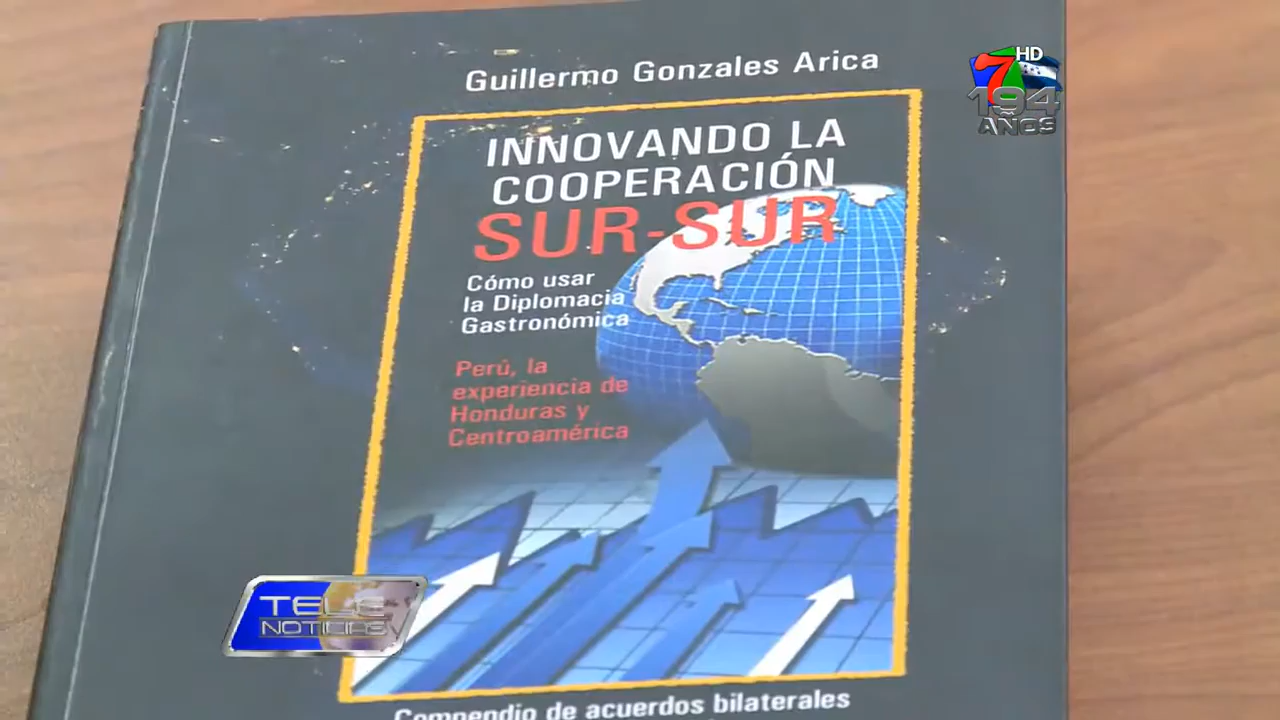 Guillermo Gonzales Arica
INNOVANDO LA
COOPERACIÓN
SUR-SUR
Cómo usar
la Diplomacia
Gastronómica
Perú, la
experiencia de
Honduras y
Centroamérica
Compendio de acuerdos bilaterales
7 HD
194
AÑOS
TELE
NOTICIAS